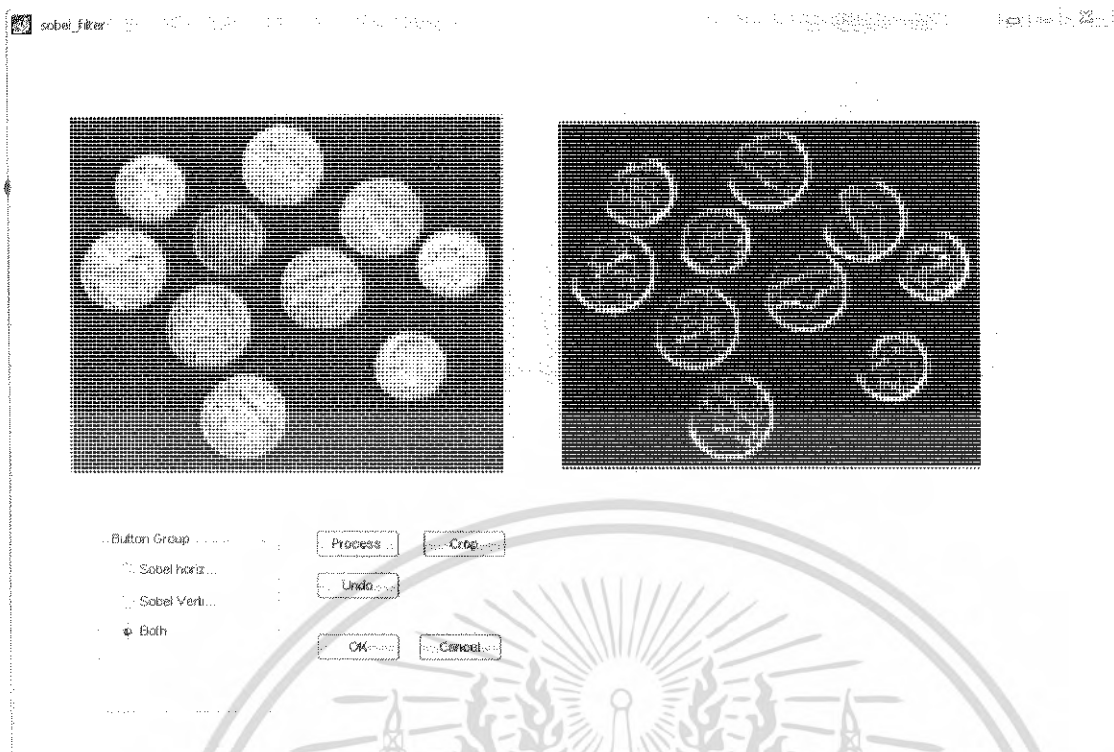 sobel_filter
Button Group
Sobel horiz...
Sobel Verti...
Both
Process
Crop
Undo
OK
Cancel